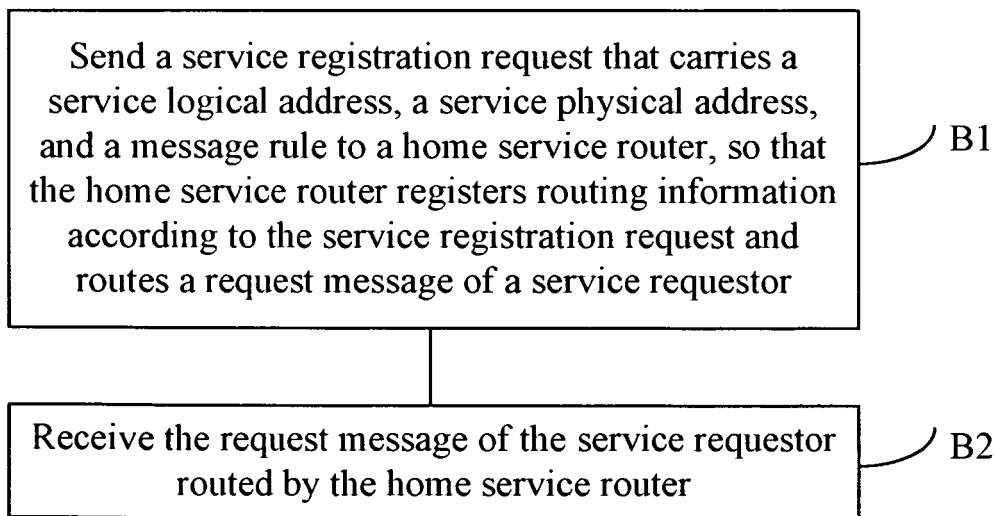 Send a service registration request that carries a
service logical address, a service physical address,
and a message rule to a home service router, so that
the home service router registers routing information
according to the service registration request and
routes a request message of a service requestor
B1
Receive the request message of the service requestor
routed by the home service router
B2